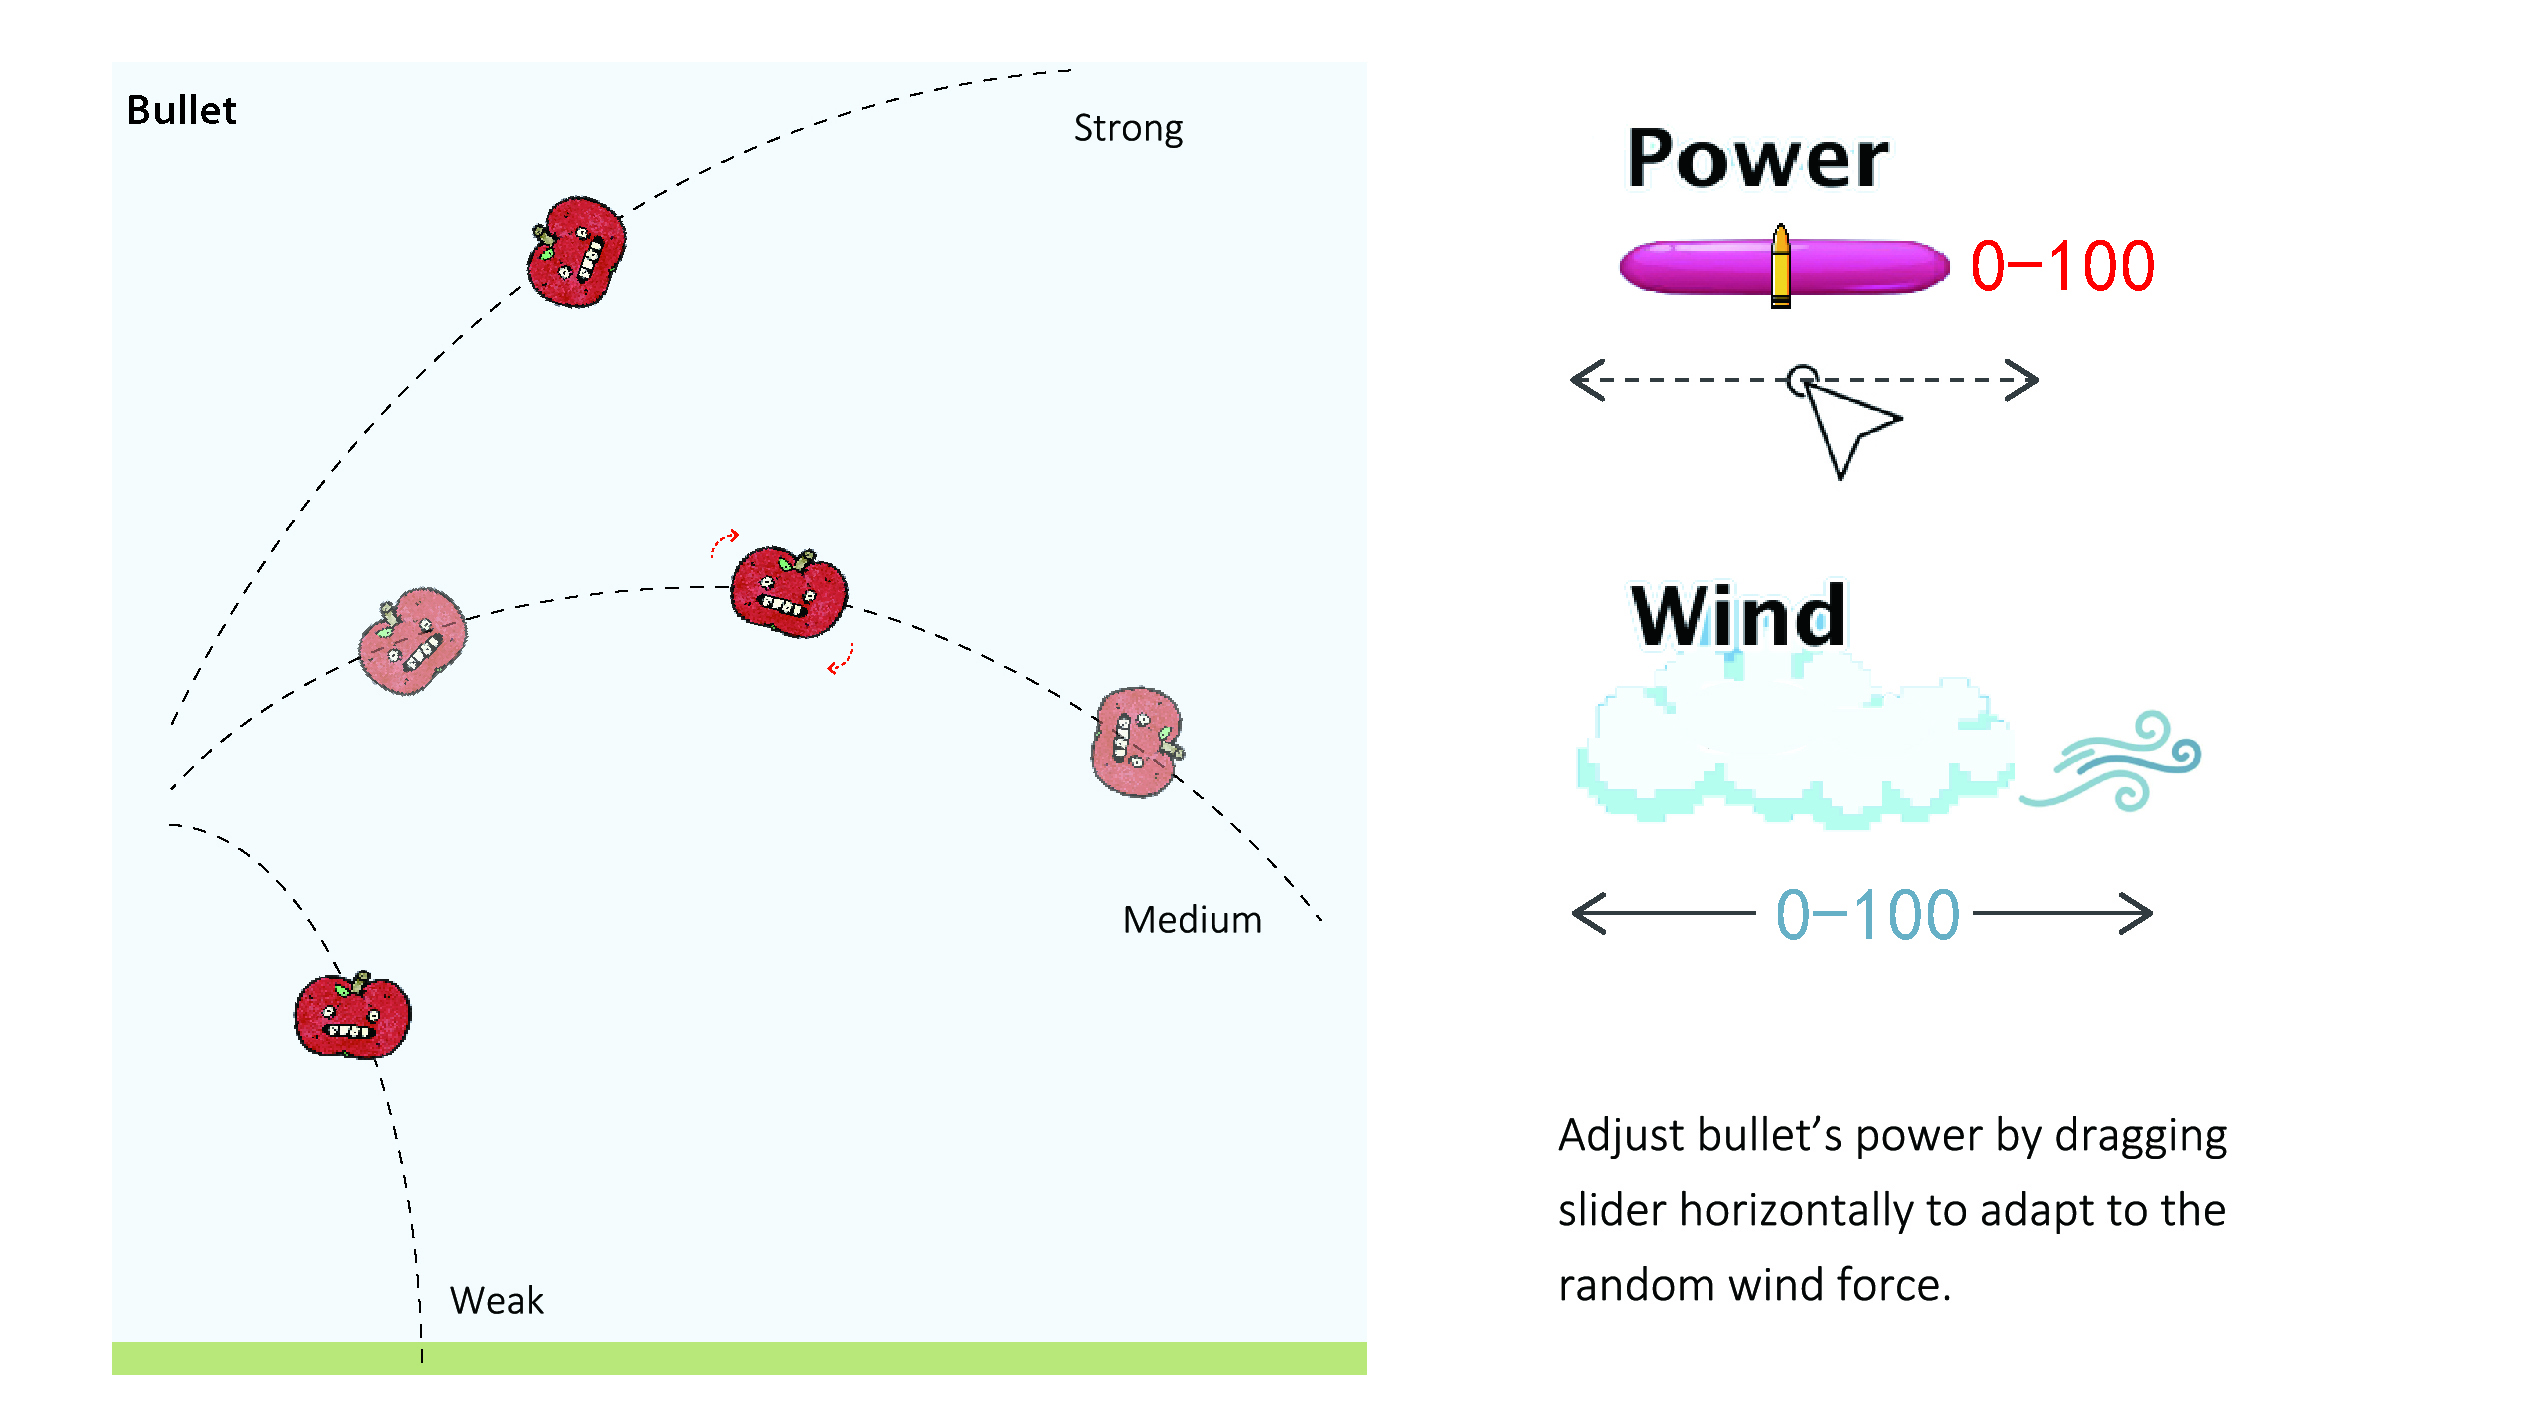 Bullet
Strong
Medium
Weak
Power
0-100
Wind
0-100
Adjust bullet’s power by dragging
slider horizontally to adapt to the
random wind force.